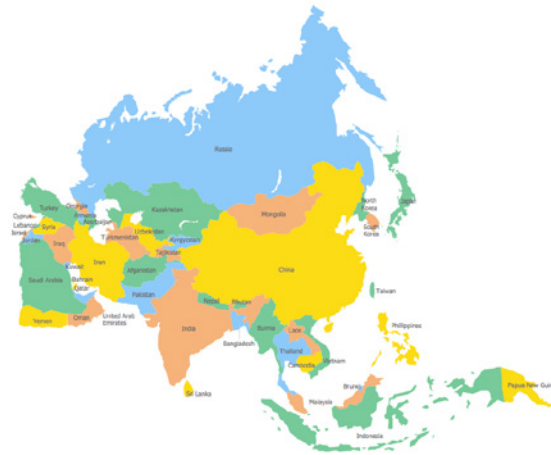 Russia
Georgia
Turkey
Armenia
Azerbaijan
Kazakhstan
Mongolia
North
Korea
Japan
South
Korea
Cyprus
Lebanon
Israel
Syria
Jordan
Iraq
Turkmenistan
Uzbekistan
Kyrgyzstan
Tajikistan
Kuwait
Iran
Afganistan
China
Saudi Arabia
Bahrain
Qatar
Pakistan
Nepal
Bhutan
Taiwan
Yemen
Oman
United Arab
Emirates
India
Bangladesh
Burma
Laos
Thailand
Vietnam
Cambodia
Philippines
Sri Lanka
Malaysia
Brunei
Indonesia
Papua New Guin